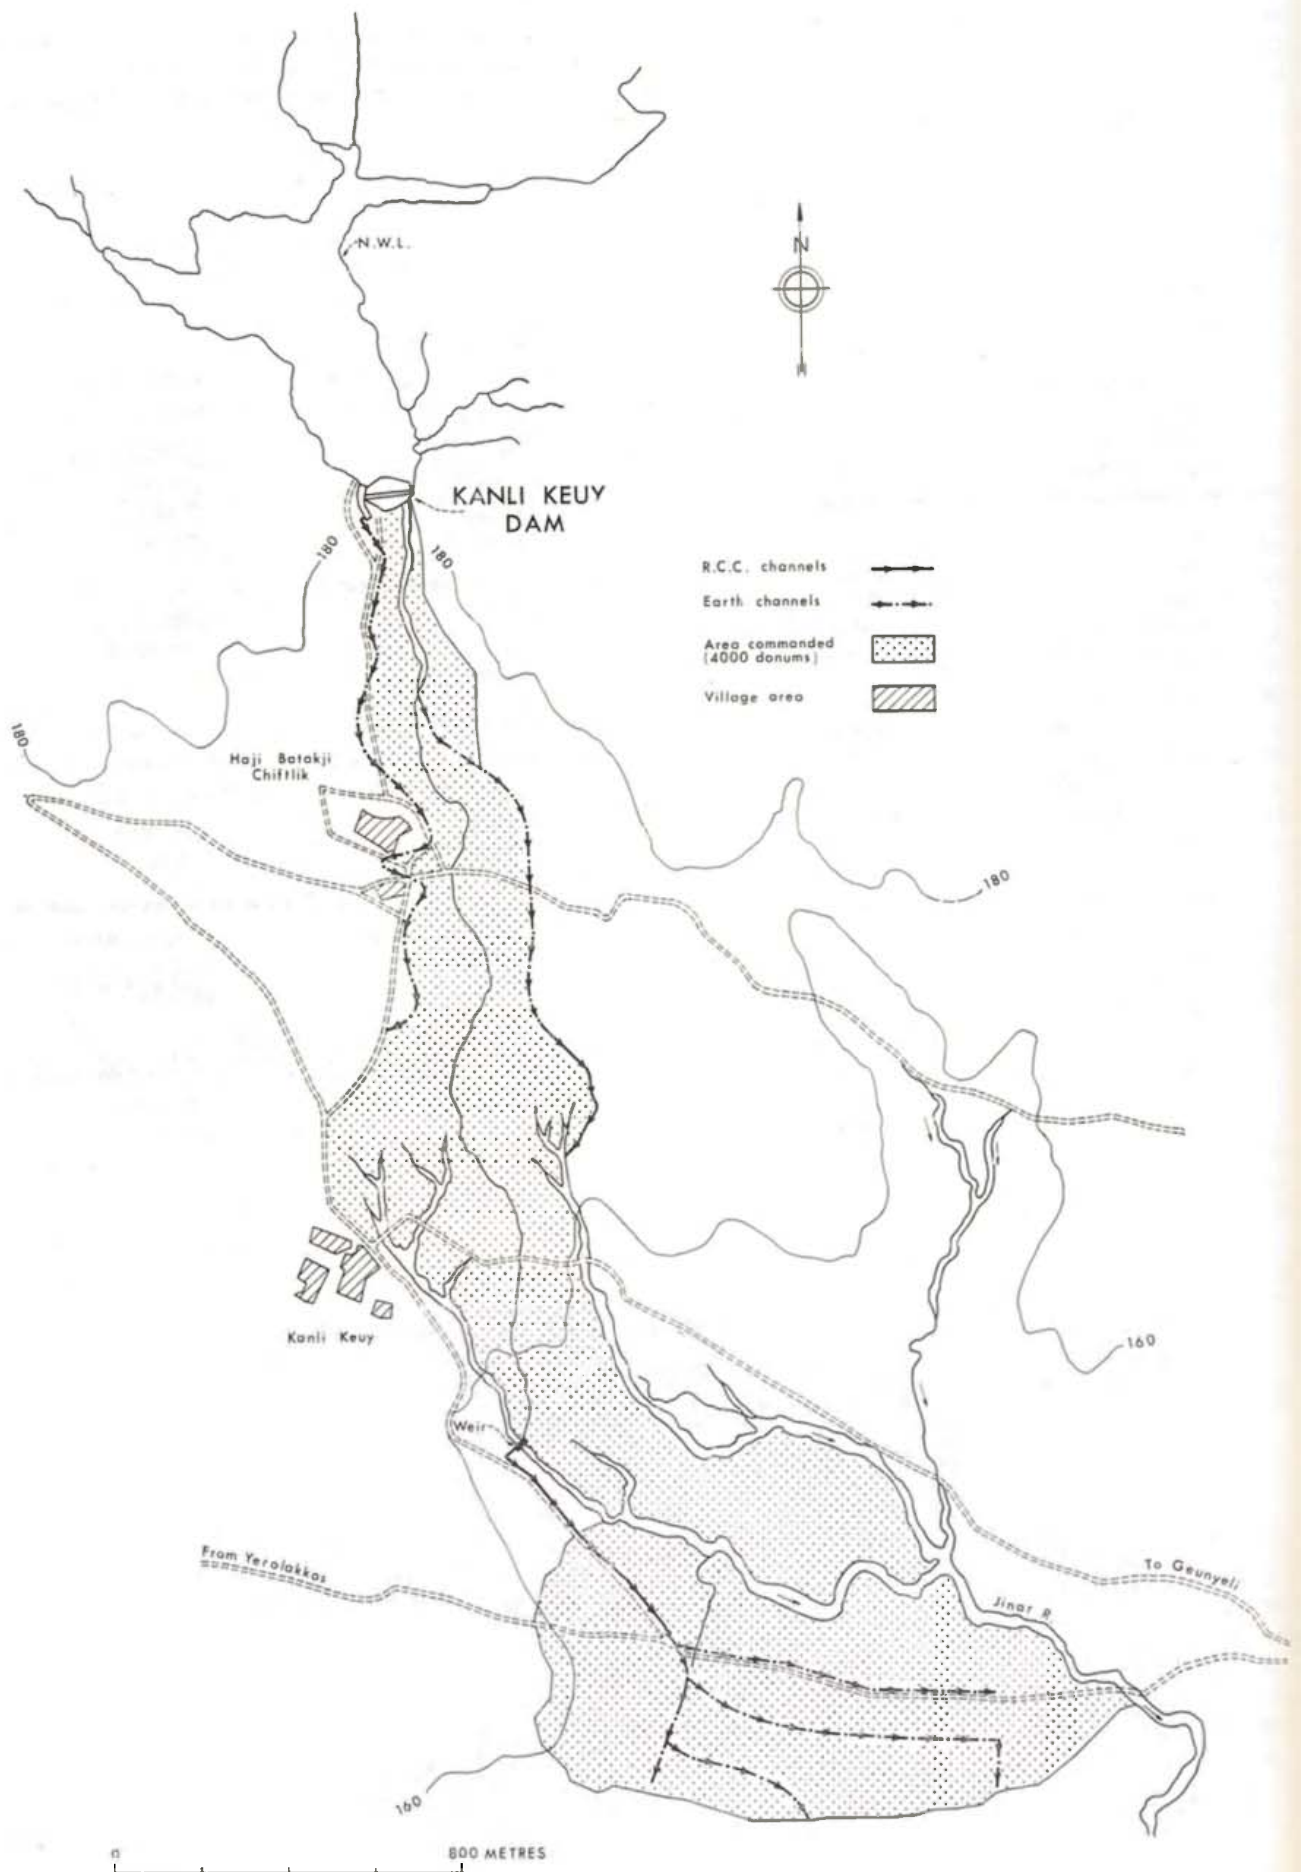 N.W.L.
N
KANLI KEUY
DAM
180
180
R.C.C. channels
Earth channels
Area commanded
(4000 donums)
Village area
180
Haji Batakji
Chiftlik
180
160
Kanli Keuy
Weir
From Yerolakkos
To Geunyeli
Jinar R.
160
0
800 METRES